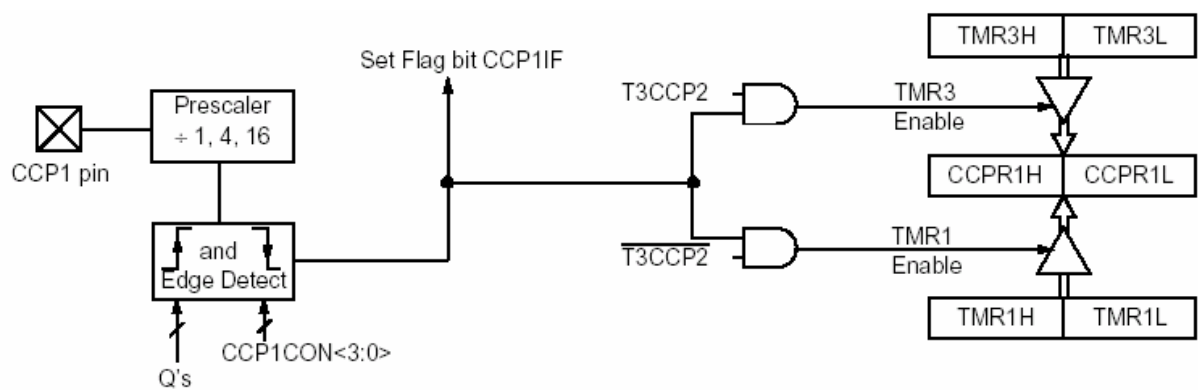 TMR3H TMR3L
Set Flag bit CCP1IF
T3CCP2
TMR3
Enable
Prescaler
÷ 1, 4, 16
CCP1 pin
CCPR1H CCPR1L
and
Edge Detect
T3CCP2
TMR1
Enable
TMR1H TMR1L
CCP1CON<3:0>
Q's